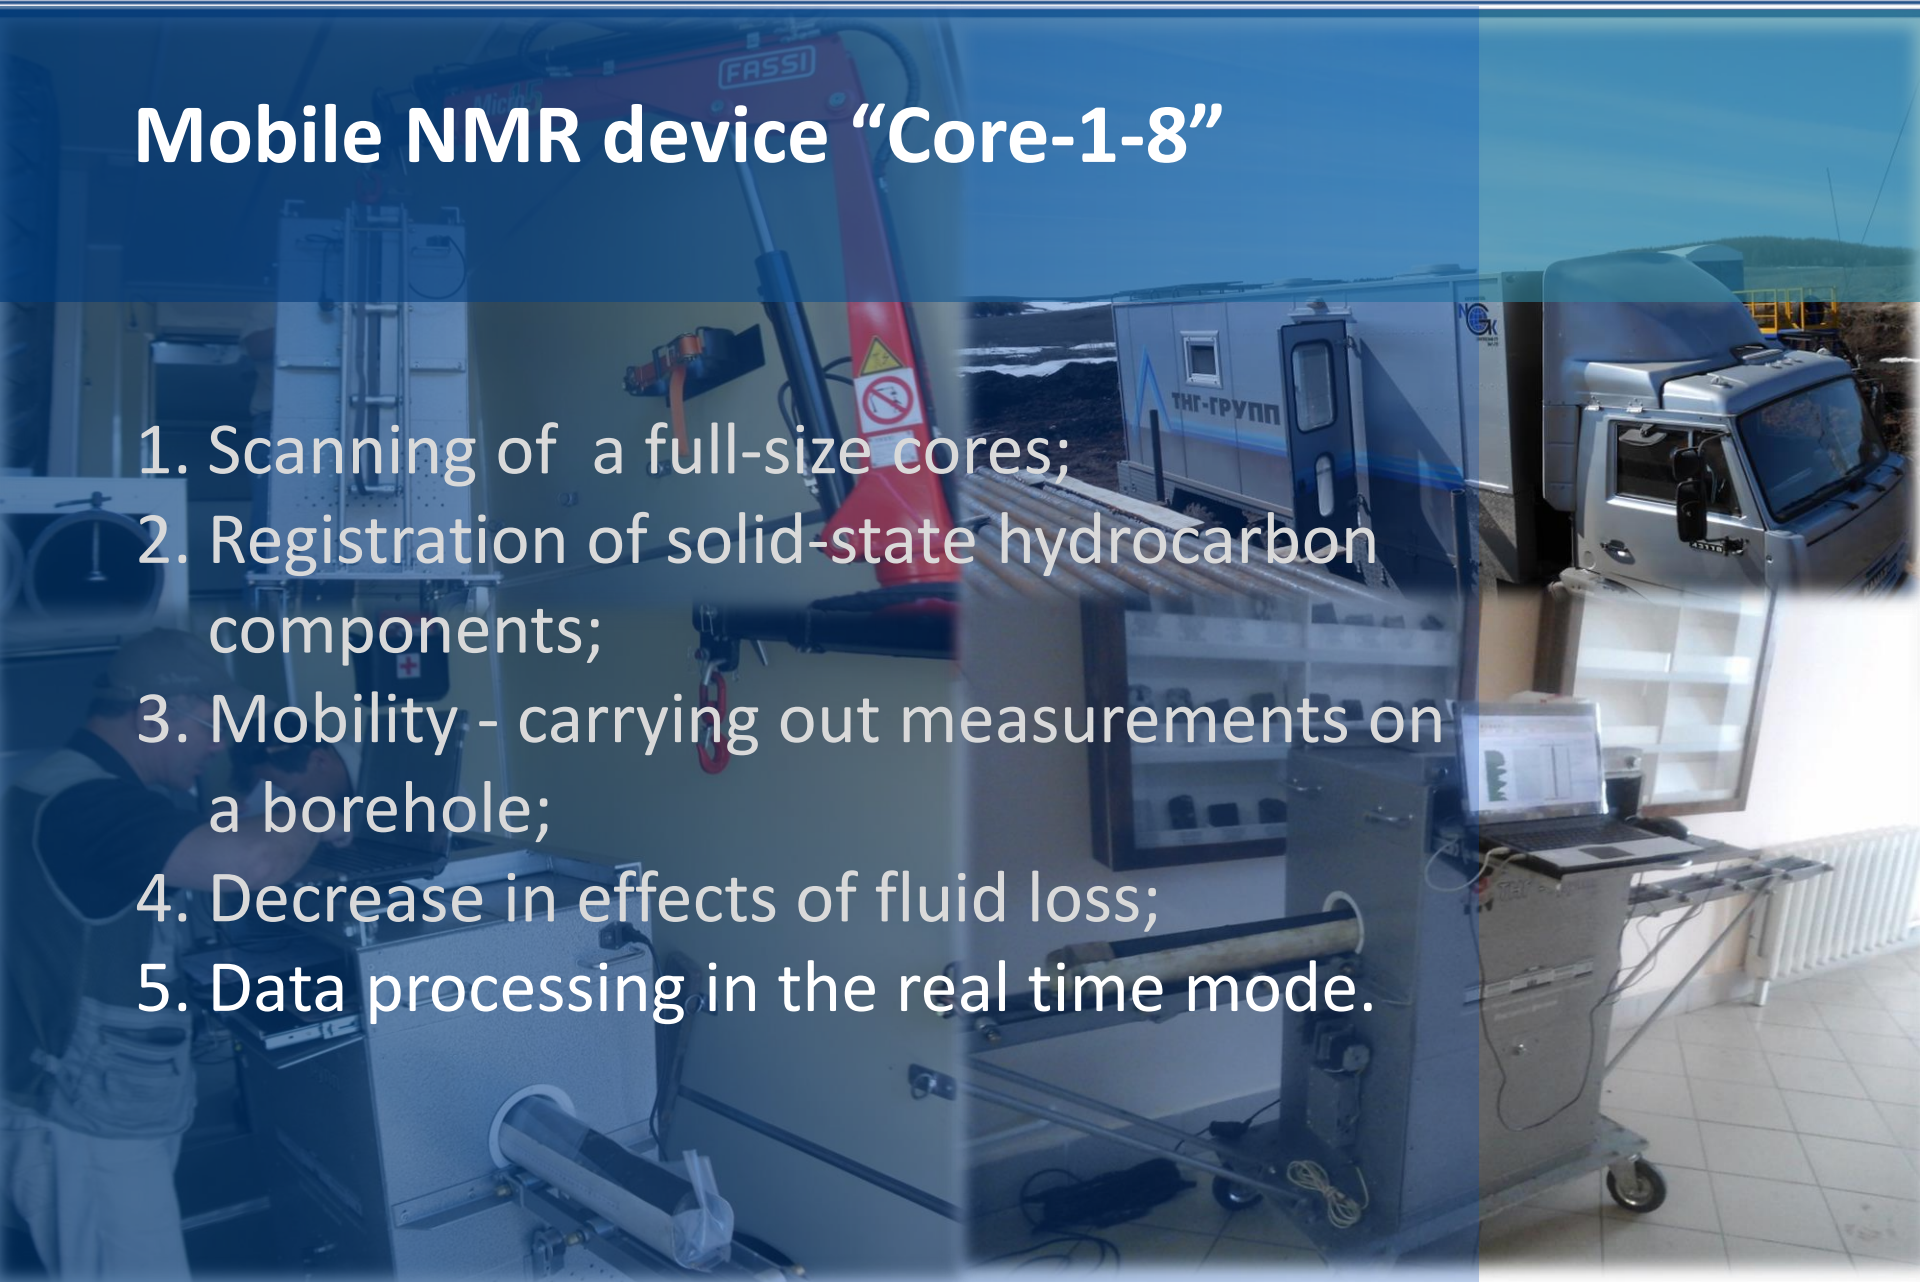 FASSI
Mobile NMR device “Core-1-8”
ТНГ-ГРУПП
1. Scanning of  a full-size cores;
2. Registration of solid-state hydrocarbon
components;
3. Mobility - carrying out measurements on
a borehole;
4. Decrease in effects of fluid loss;
5. Data processing in the real time mode.